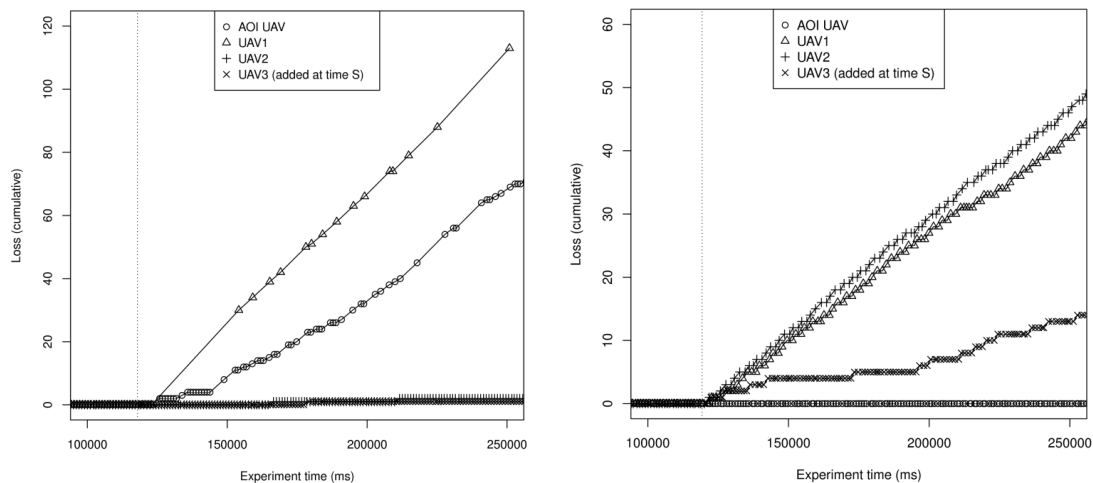 AOI UAV
UAV1
UAV2
UAV3 (added at time S)
120
100
80
60
40
20
0
Loss (cumulative)
100000 150000 200000 250000
Experiment time (ms)
AOI UAV
UAV1
UAV2
UAV3 (added at time S)
60
50
40
30
20
10
0
Loss (cumulative)
100000 150000 200000 250000
Experiment time (ms)